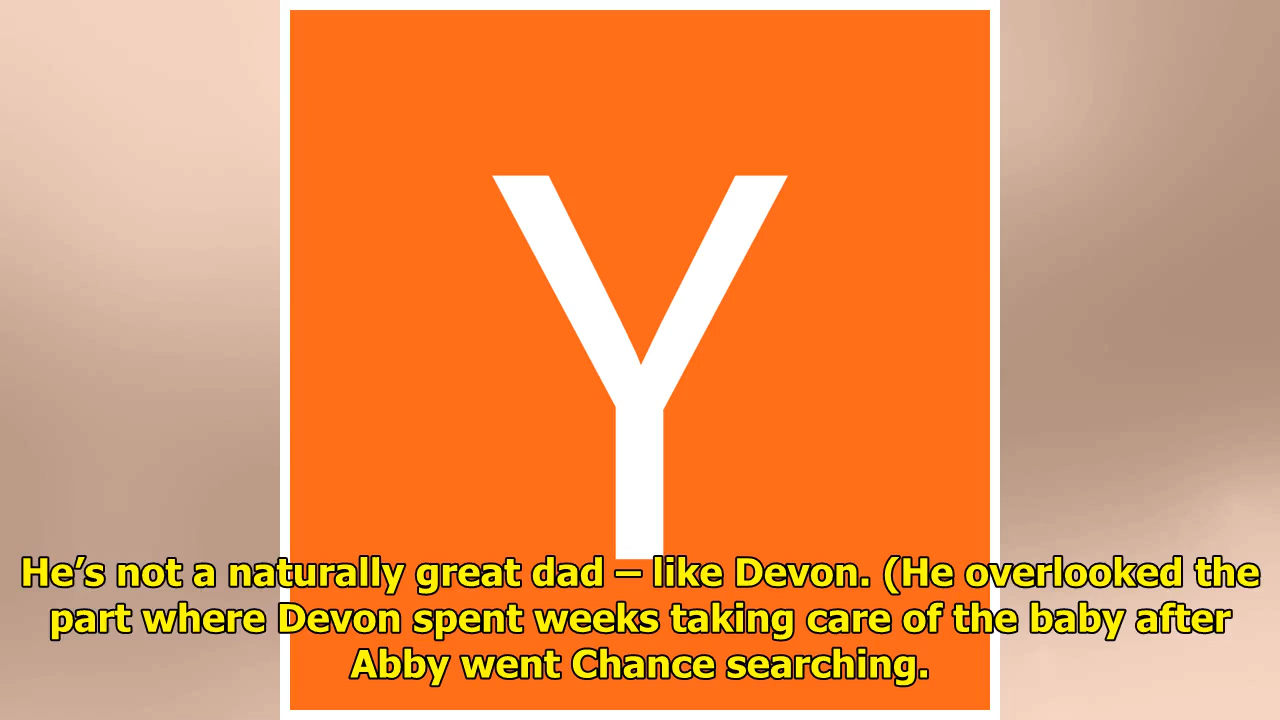 Y
He’s not a naturally great dad – like Devon. (He overlooked the
part where Devon spent weeks taking care of the baby after
Abby went Chance searching.